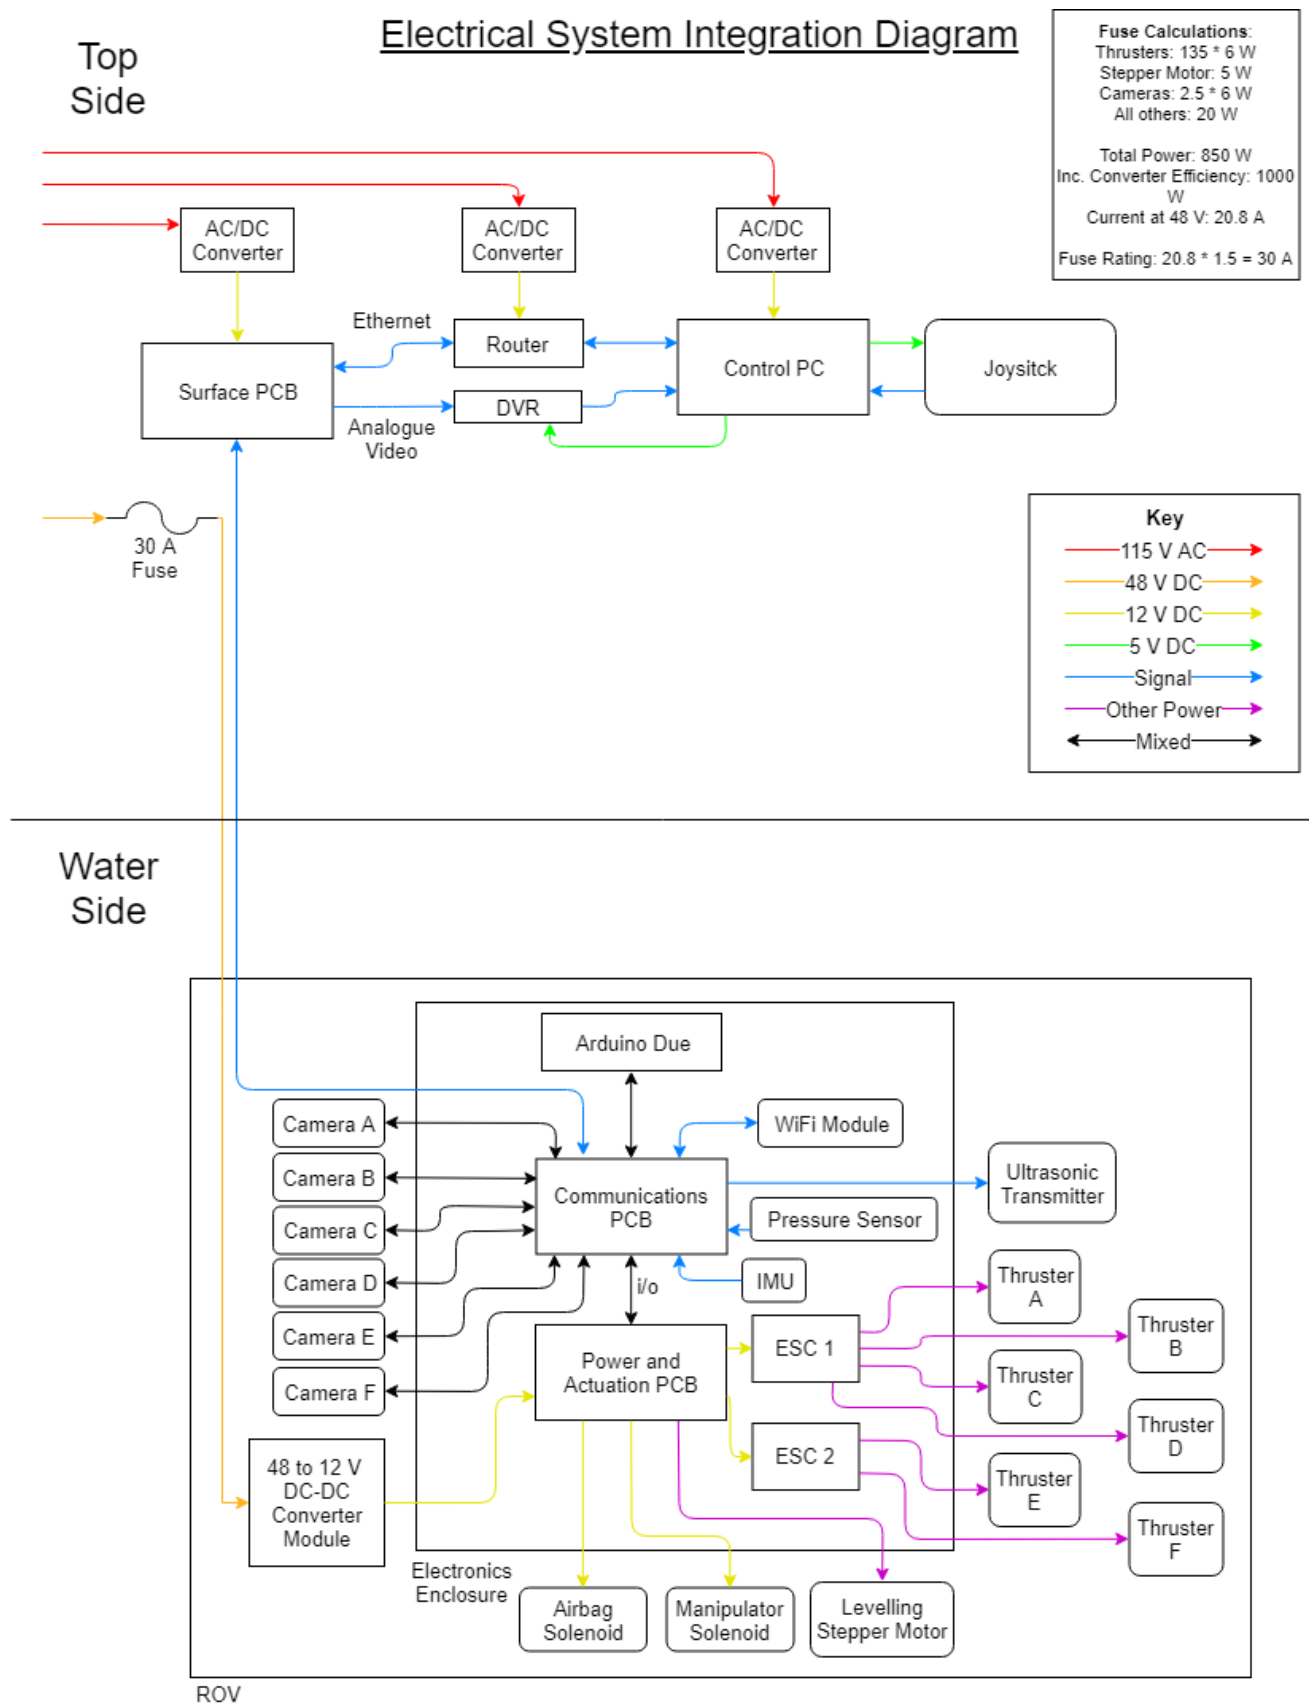 Electrical System Integration Diagram
Top
Side
Fuse Calculations:
Thrusters: 135 * 6 W
Stepper Motor: 5 W
Cameras: 2.5 * 6 W
All others: 20 W
Total Power: 850 W
Inc. Converter Efficiency: 1000
W
Current at 48 V: 20.8 A
Fuse Rating: 20.8 * 1.5 = 30 A
AC/DC
Converter
AC/DC
Converter
AC/DC
Converter
Ethernet
Router
Surface PCB
Control PC
Joysitck
DVR
Analogue
Video
30 A
Fuse
Key
115 V AC
48 V DC
12 V DC
5 V DC
Signal
Other Power
Mixed
Water
Side
Arduino Due
Camera A
Camera B
Camera C
Camera D
Camera E
Camera F
WiFi Module
Communications
PCB
Ultrasonic
Transmitter
Pressure Sensor
IMU
i/o
Power and
Actuation PCB
ESC 1
ESC 2
Thruster
A
Thruster
B
Thruster
C
Thruster
D
Thruster
E
Thruster
F
48 to 12 V
DC-DC
Converter
Module
Electronics
Enclosure
Airbag
Solenoid
Manipulator
Solenoid
Levelling
Stepper Motor
ROV